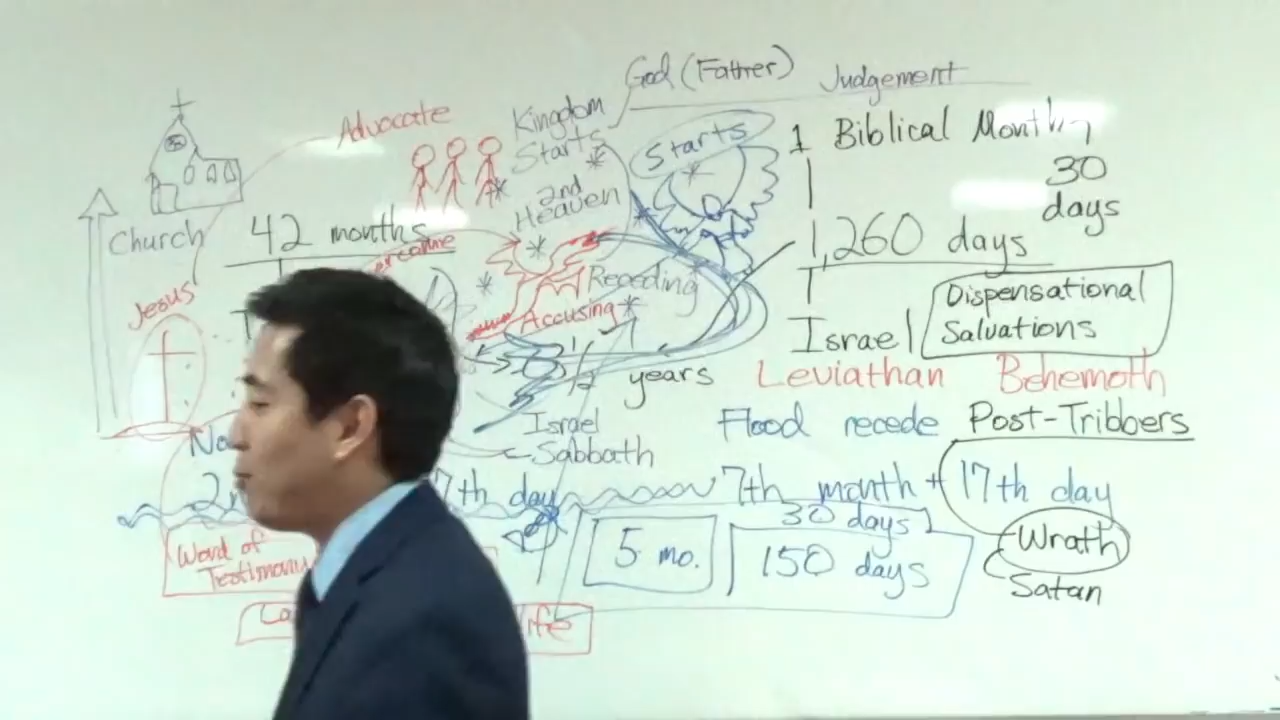 God (Father) Judgement
Advocate
Kingdom
Starts
Starts
1 Biblical Month
30
days
2nd
Heaven
Church
42 months
1,260 days
Receding
Jesus
Accusing
Dispensational
Salvations
Israel
1/2 years
Leviathan Behemoth
Israel
Sabbath
Flood recede
Post-Tribbers
7th day
7th month + 17th day
30 days
5 mo.
150 days
Wrath
Satan
Word of
Testimony